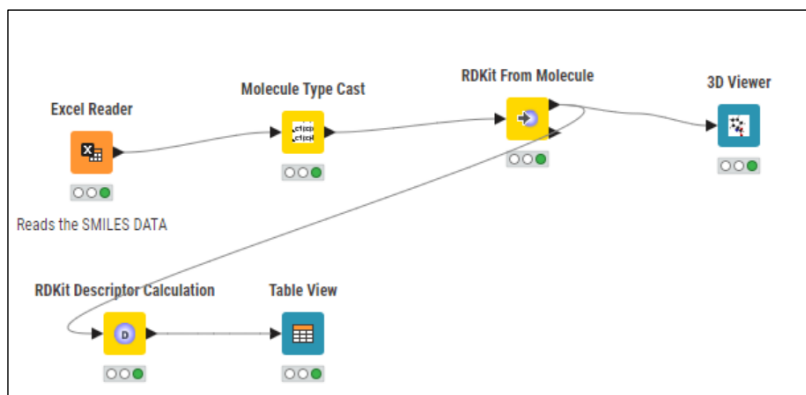 RDKit From Molecule
3D Viewer
Molecule Type Cast
Excel Reader
Reads the SMILES DATA
RDKit Descriptor Calculation
Table View
D